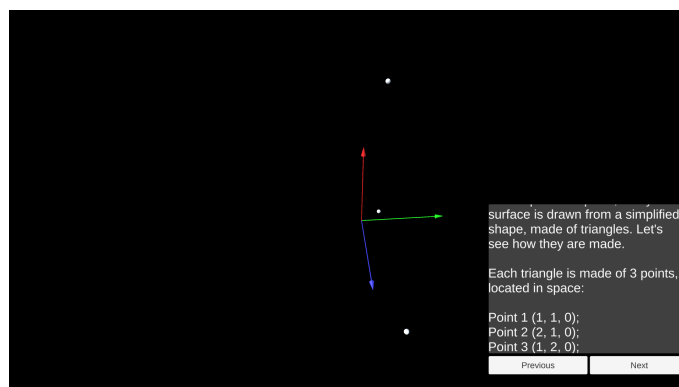 surface is drawn from a simplified
shape, made of triangles. Let's
see how they are made.
Each triangle is made of 3 points,
located in space:
Point 1 (1, 1, 0);
Point 2 (2, 1, 0);
Point 3 (1, 2, 0);
Previous
Next